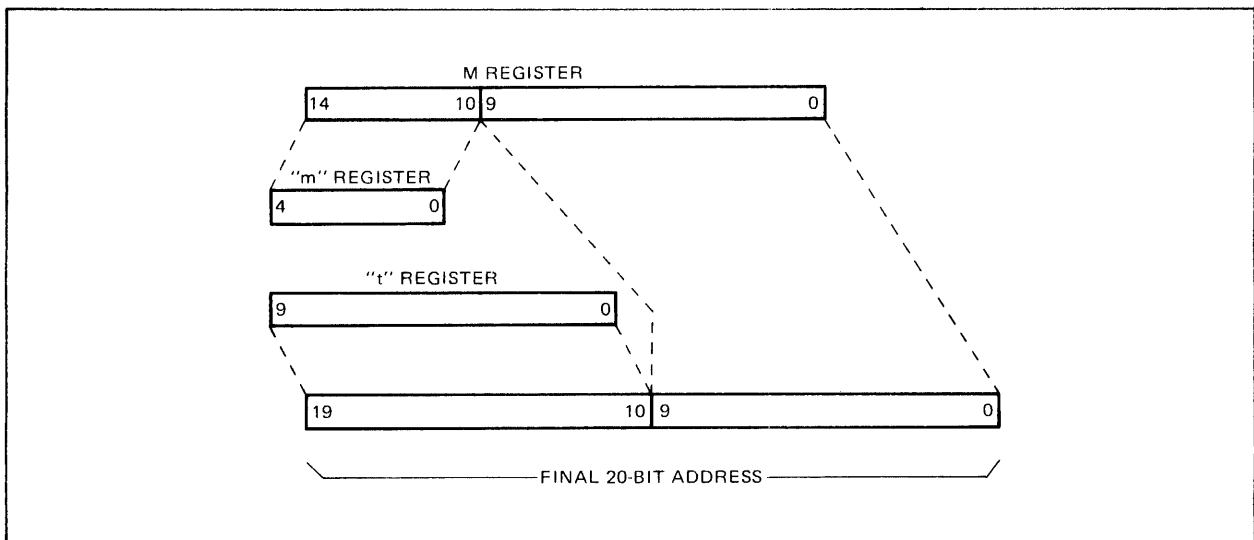 M REGISTER
14 10 9 0
"m" REGISTER
4 0
"t" REGISTER
9 0
19 10 9 0
FINAL 20-BIT ADDRESS